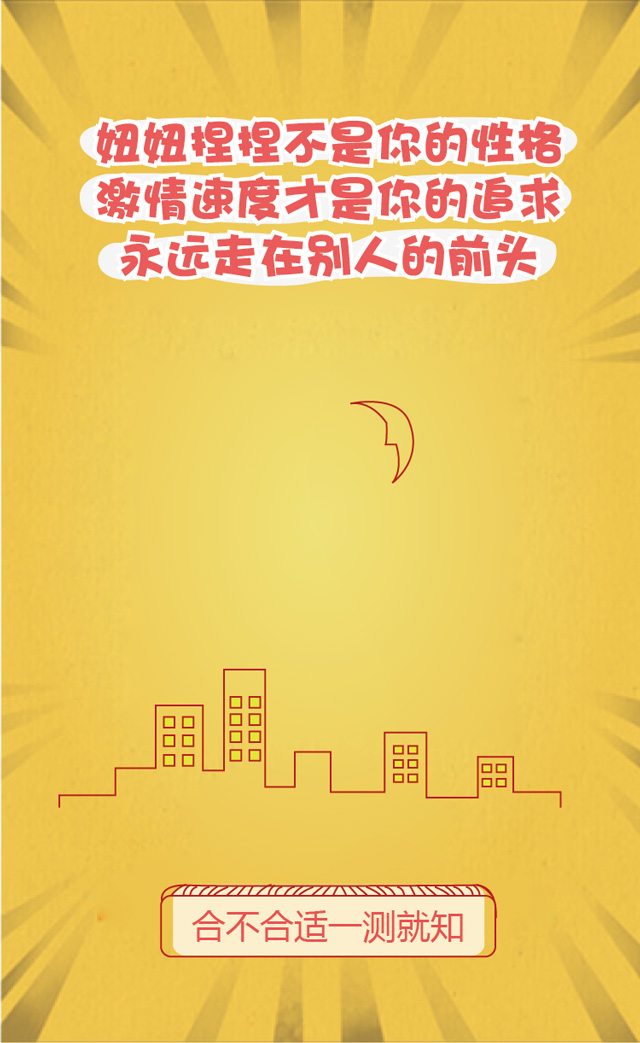 妞妞捏捏不是你的性格
激情速度才是你的追求
永远走在别人的前头
合不合适一测就知